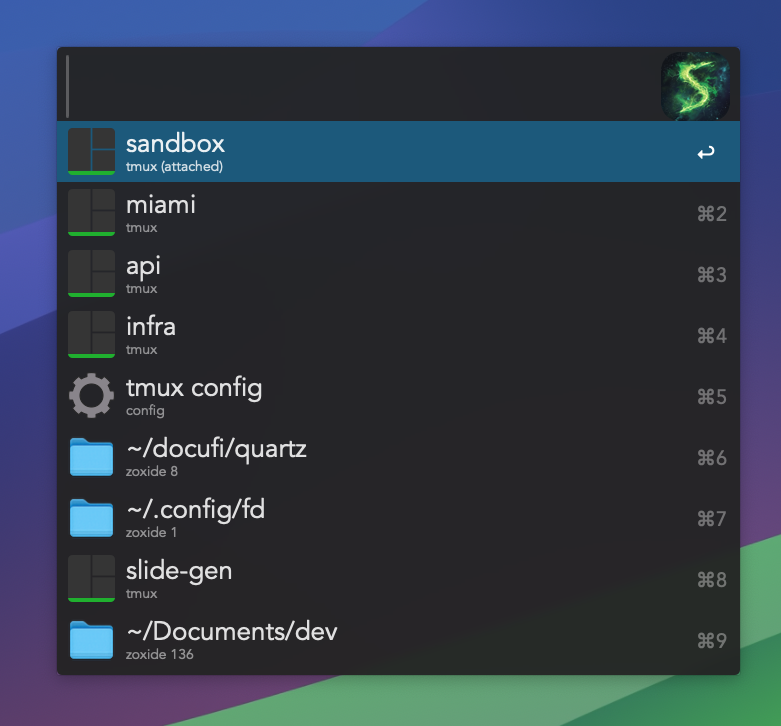 sandbox
tmux (attached)
miami
tmux
⌘2
api
tmux
⌘3
infra
tmux
⌘4
tmux config
config
⌘5
~/docufi/quartz
zoxide 8
⌘6
~/.config/fd
zoxide 1
⌘7
slide-gen
tmux
⌘8
~/Documents/dev
zoxide 136
⌘9